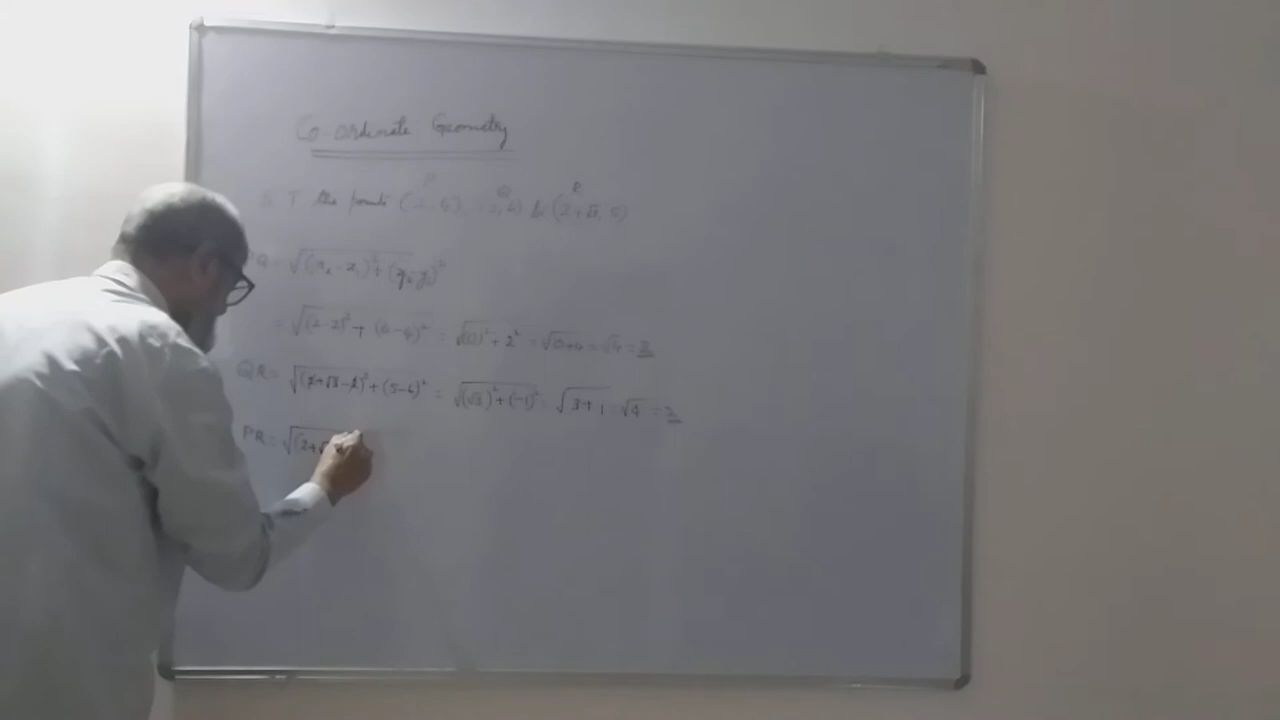 Co-ordinate Geometry
P Q R
S T the points (2, 4), (2, 6) & (2+√3, 5)
PQ = √(x₂-x₁)²+(y₂-y₁)²
= √(2-2)²+(6-4)² = √(0)²+2² = √0+4 = √4 = 2
QR = √(2+√3-2)²+(5-6)² = √(√3)²+(-1)² = √3+1 = √4 = 2
PR = √(2+√